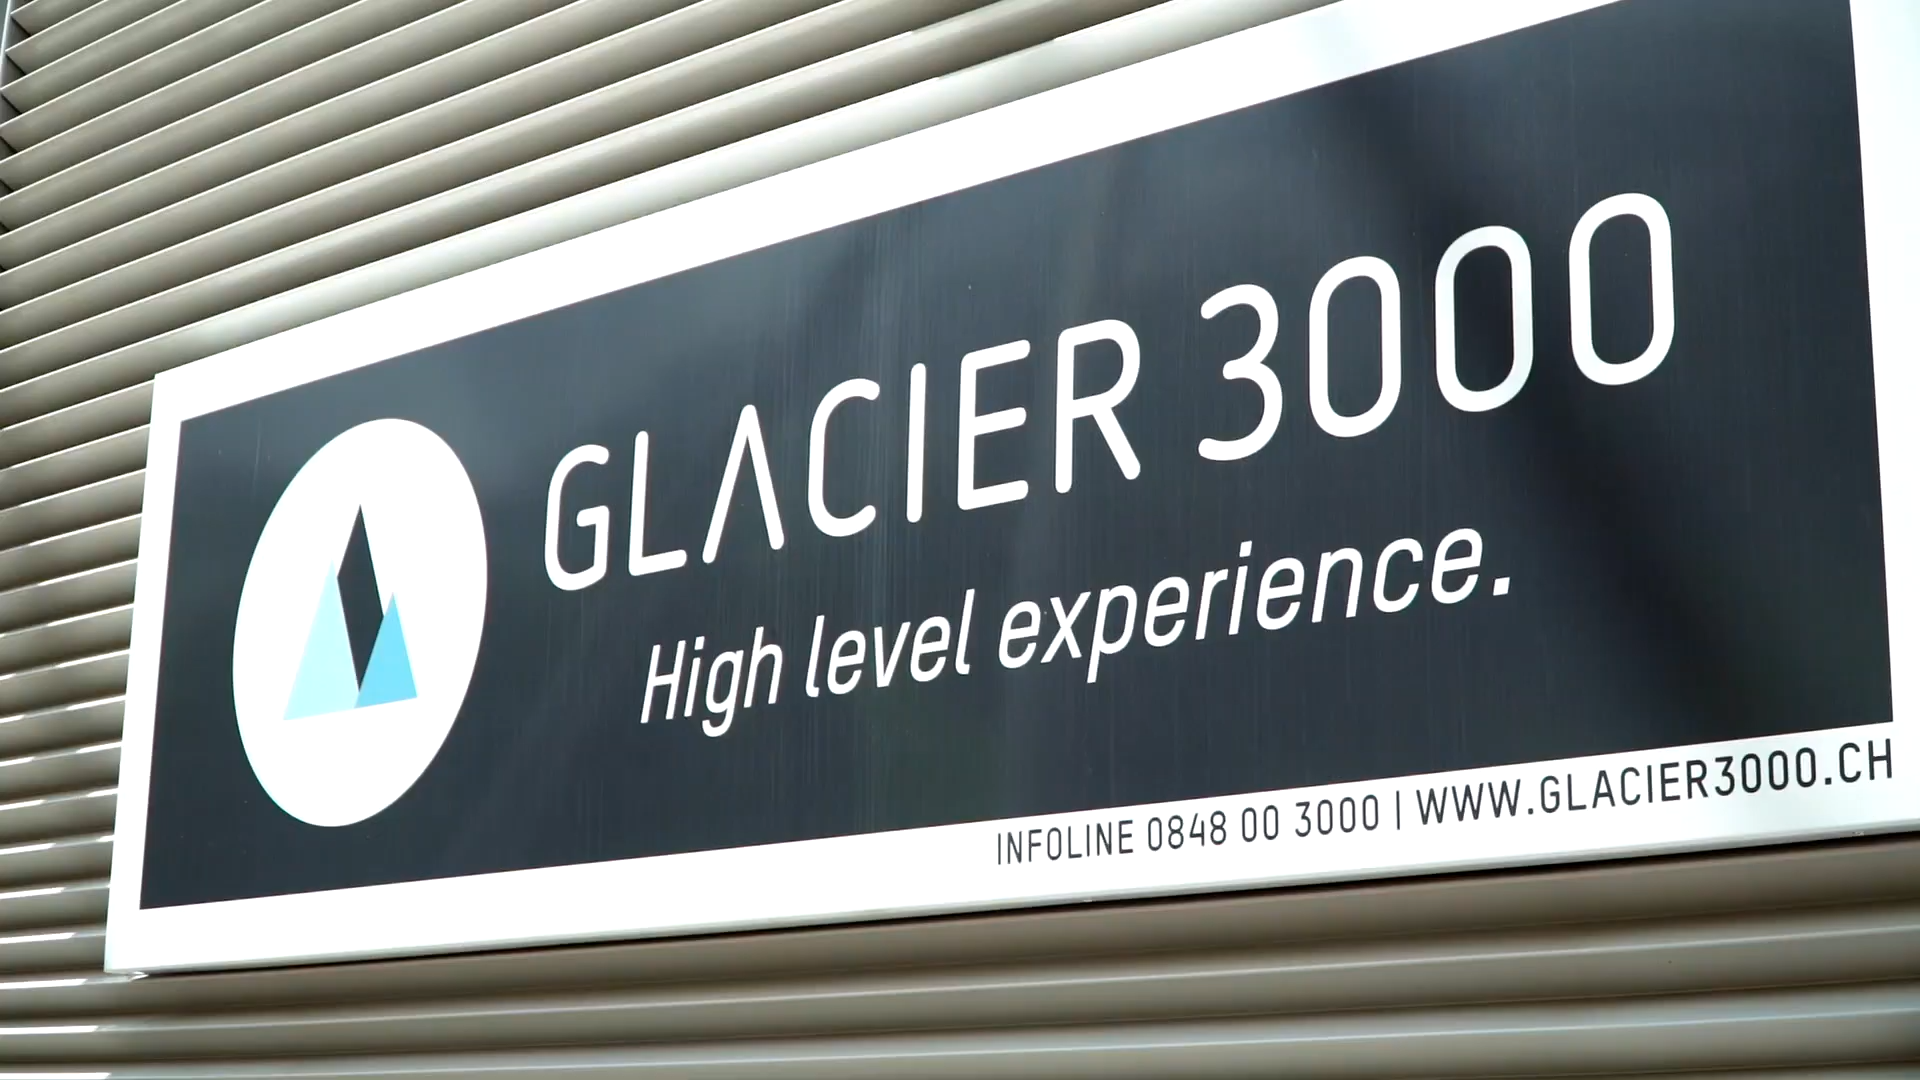 GLACIER 3000
High level experience.
INFOLINE 0848 00 3000 | WWW.GLACIER3000.CH